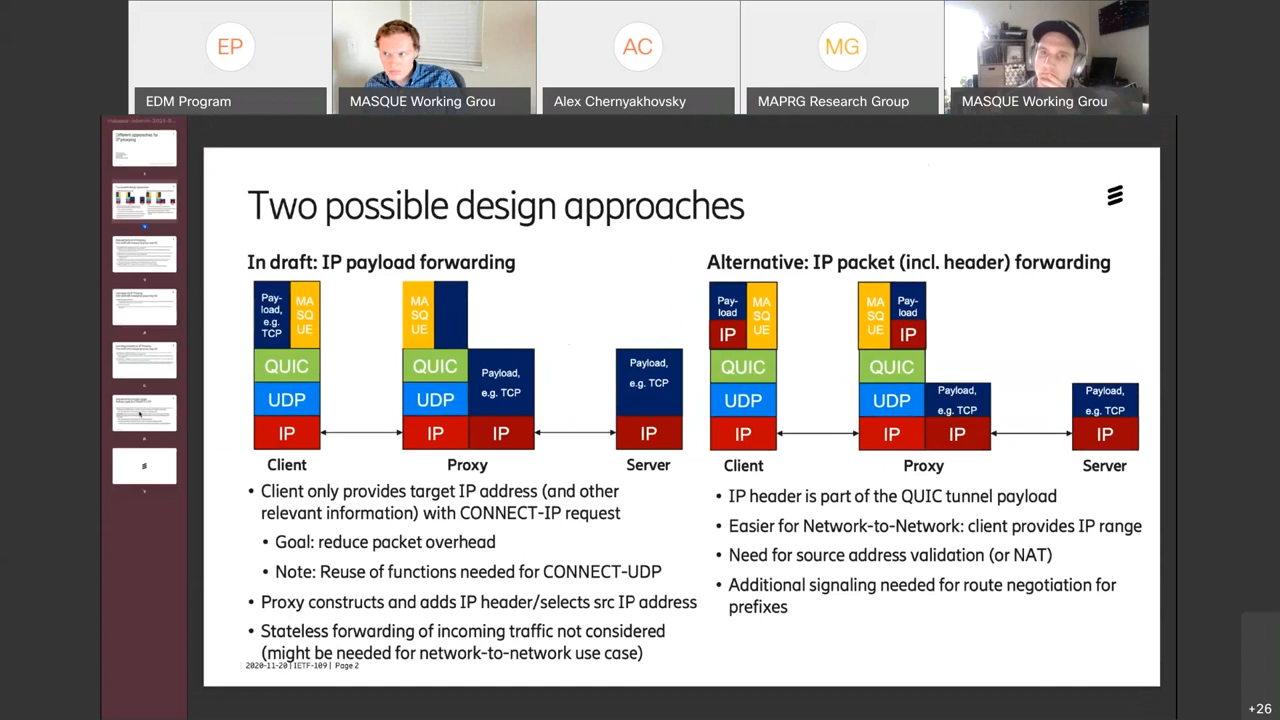 EP
AC
MG
EDM Program
MASQUE Working Grou
Alex Chernyakhovsky
MAPRG Research Group
MASQUE Working Grou
Two possible design approaches
In draft: IP payload forwarding
Pay-
load,
e.g.
TCP
MA
SQ
UE
QUIC
UDP
IP
Client
MA
SQ
UE
QUIC
UDP
IP
Payload,
e.g. TCP
IP
Proxy
Payload,
e.g. TCP
IP
Server
• Client only provides target IP address (and other
relevant information) with CONNECT-IP request
• Goal: reduce packet overhead
• Note: Reuse of functions needed for CONNECT-UDP
• Proxy constructs and adds IP header/selects src IP address
• Stateless forwarding of incoming traffic not considered
(might be needed for network-to-network use case)
Alternative: IP packet (incl. header) forwarding
Pay-
load
IP
MA
SQ
UE
QUIC
UDP
IP
Client
MA
SQ
UE
Pay-
load
IP
QUIC
UDP
IP
Payload,
e.g. TCP
IP
Proxy
Payload,
e.g. TCP
IP
Server
• IP header is part of the QUIC tunnel payload
• Easier for Network-to-Network: client provides IP range
• Need for source address validation (or NAT)
• Additional signaling needed for route negotiation for
prefixes
2020-11-20 | IETF-109 | Page 2
+26